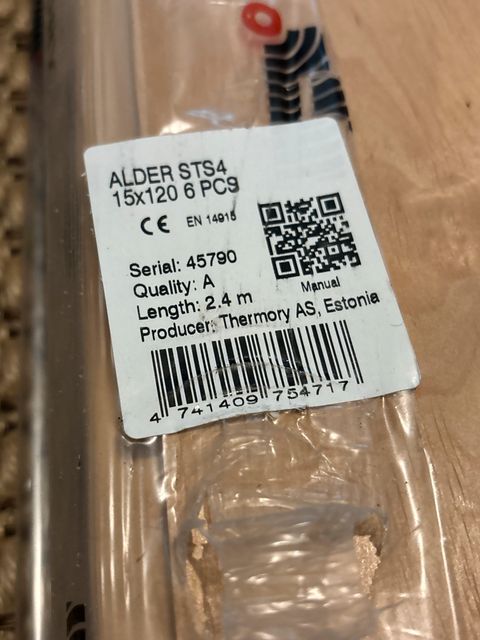 ALDER STS4
15x120 6 PC9
CE EN 14915
Serial: 45790
Quality: A
Length: 2.4 m
Producer: Thermory AS, Estonia
Manual
4 741409 754717